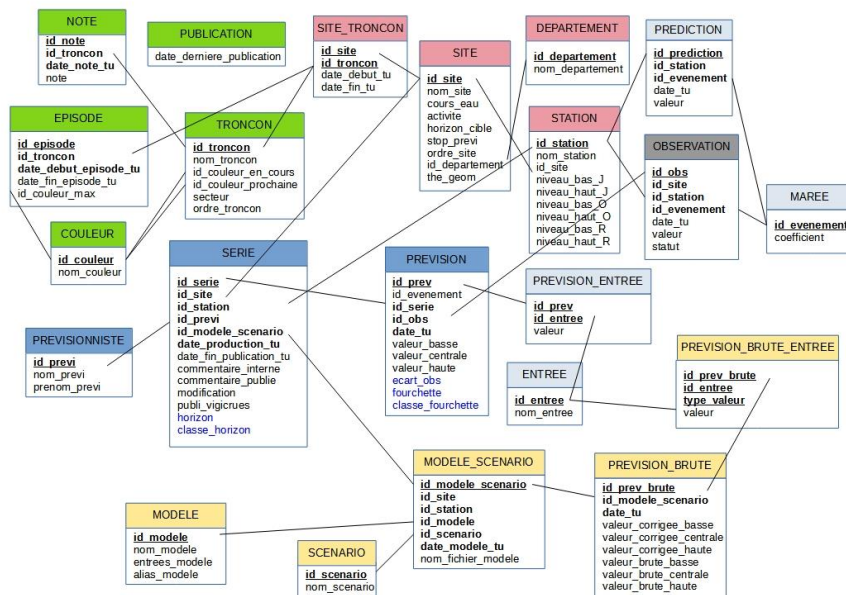 NOTE
id_note
id_troncon
date_note_tu
note
PUBLICATION
date_derniere_publication
SITE_TRONCON
id_site
id_troncon
date_debut_tu
date_fin_tu
SITE
id_site
nom_site
cours_eau
activite
horizon_cible
stop_previ
ordre_site
id_departement
the_geom
DEPARTEMENT
id_departement
nom_departement
PREDICTION
id_prediction
id_station
id_evenement
date_tu
valeur
EPISODE
id_episode
id_troncon
date_debut_episode_tu
date_fin_episode_tu
id_couleur_max
TRONCON
id_troncon
nom_troncon
id_couleur_en_cours
id_couleur_prochaine
secteur
ordre_troncon
STATION
id_station
nom_station
id_site
niveau_bas_J
niveau_haut_J
niveau_bas_O
niveau_haut_O
niveau_bas_R
niveau_haut_R
OBSERVATION
id_obs
id_site
id_station
id_evenement
date_tu
valeur
statut
MAREE
id_evenement
coefficient
COULEUR
id_couleur
nom_couleur
SERIE
id_serie
id_site
id_station
id_previ
id_modele_scenario
date_production_tu
date_fin_publication_tu
commentaire_interne
commentaire_publie
modification
publi_vigicrues
horizon
classe_horizon
PREVISION
id_prev
id_evenement
id_serie
id_obs
date_tu
valeur_basse
valeur_centrale
valeur_haute
ecart_obs
fourchette
classe_fourchette
PREVISION_ENTREE
id_prev
id_entree
valeur
PREVISIONNISTE
id_previ
nom_previ
prenom_previ
ENTREE
id_entree
nom_entree
PREVISION_BRUTE_ENTREE
id_prev_brute
id_entree
type_valeur
valeur
MODELE_SCENARIO
id_modele_scenario
id_site
id_station
id_modele
id_scenario
date_modele_tu
nom_fichier_modele
PREVISION_BRUTE
id_prev_brute
id_modele_scenario
date_tu
valeur_corrigee_basse
valeur_corrigee_centrale
valeur_corrigee_haute
valeur_brute_basse
valeur_brute_centrale
valeur_brute_haute
MODELE
id_modele
nom_modele
entrees_modele
alias_modele
SCENARIO
id_scenario
nom_scenario